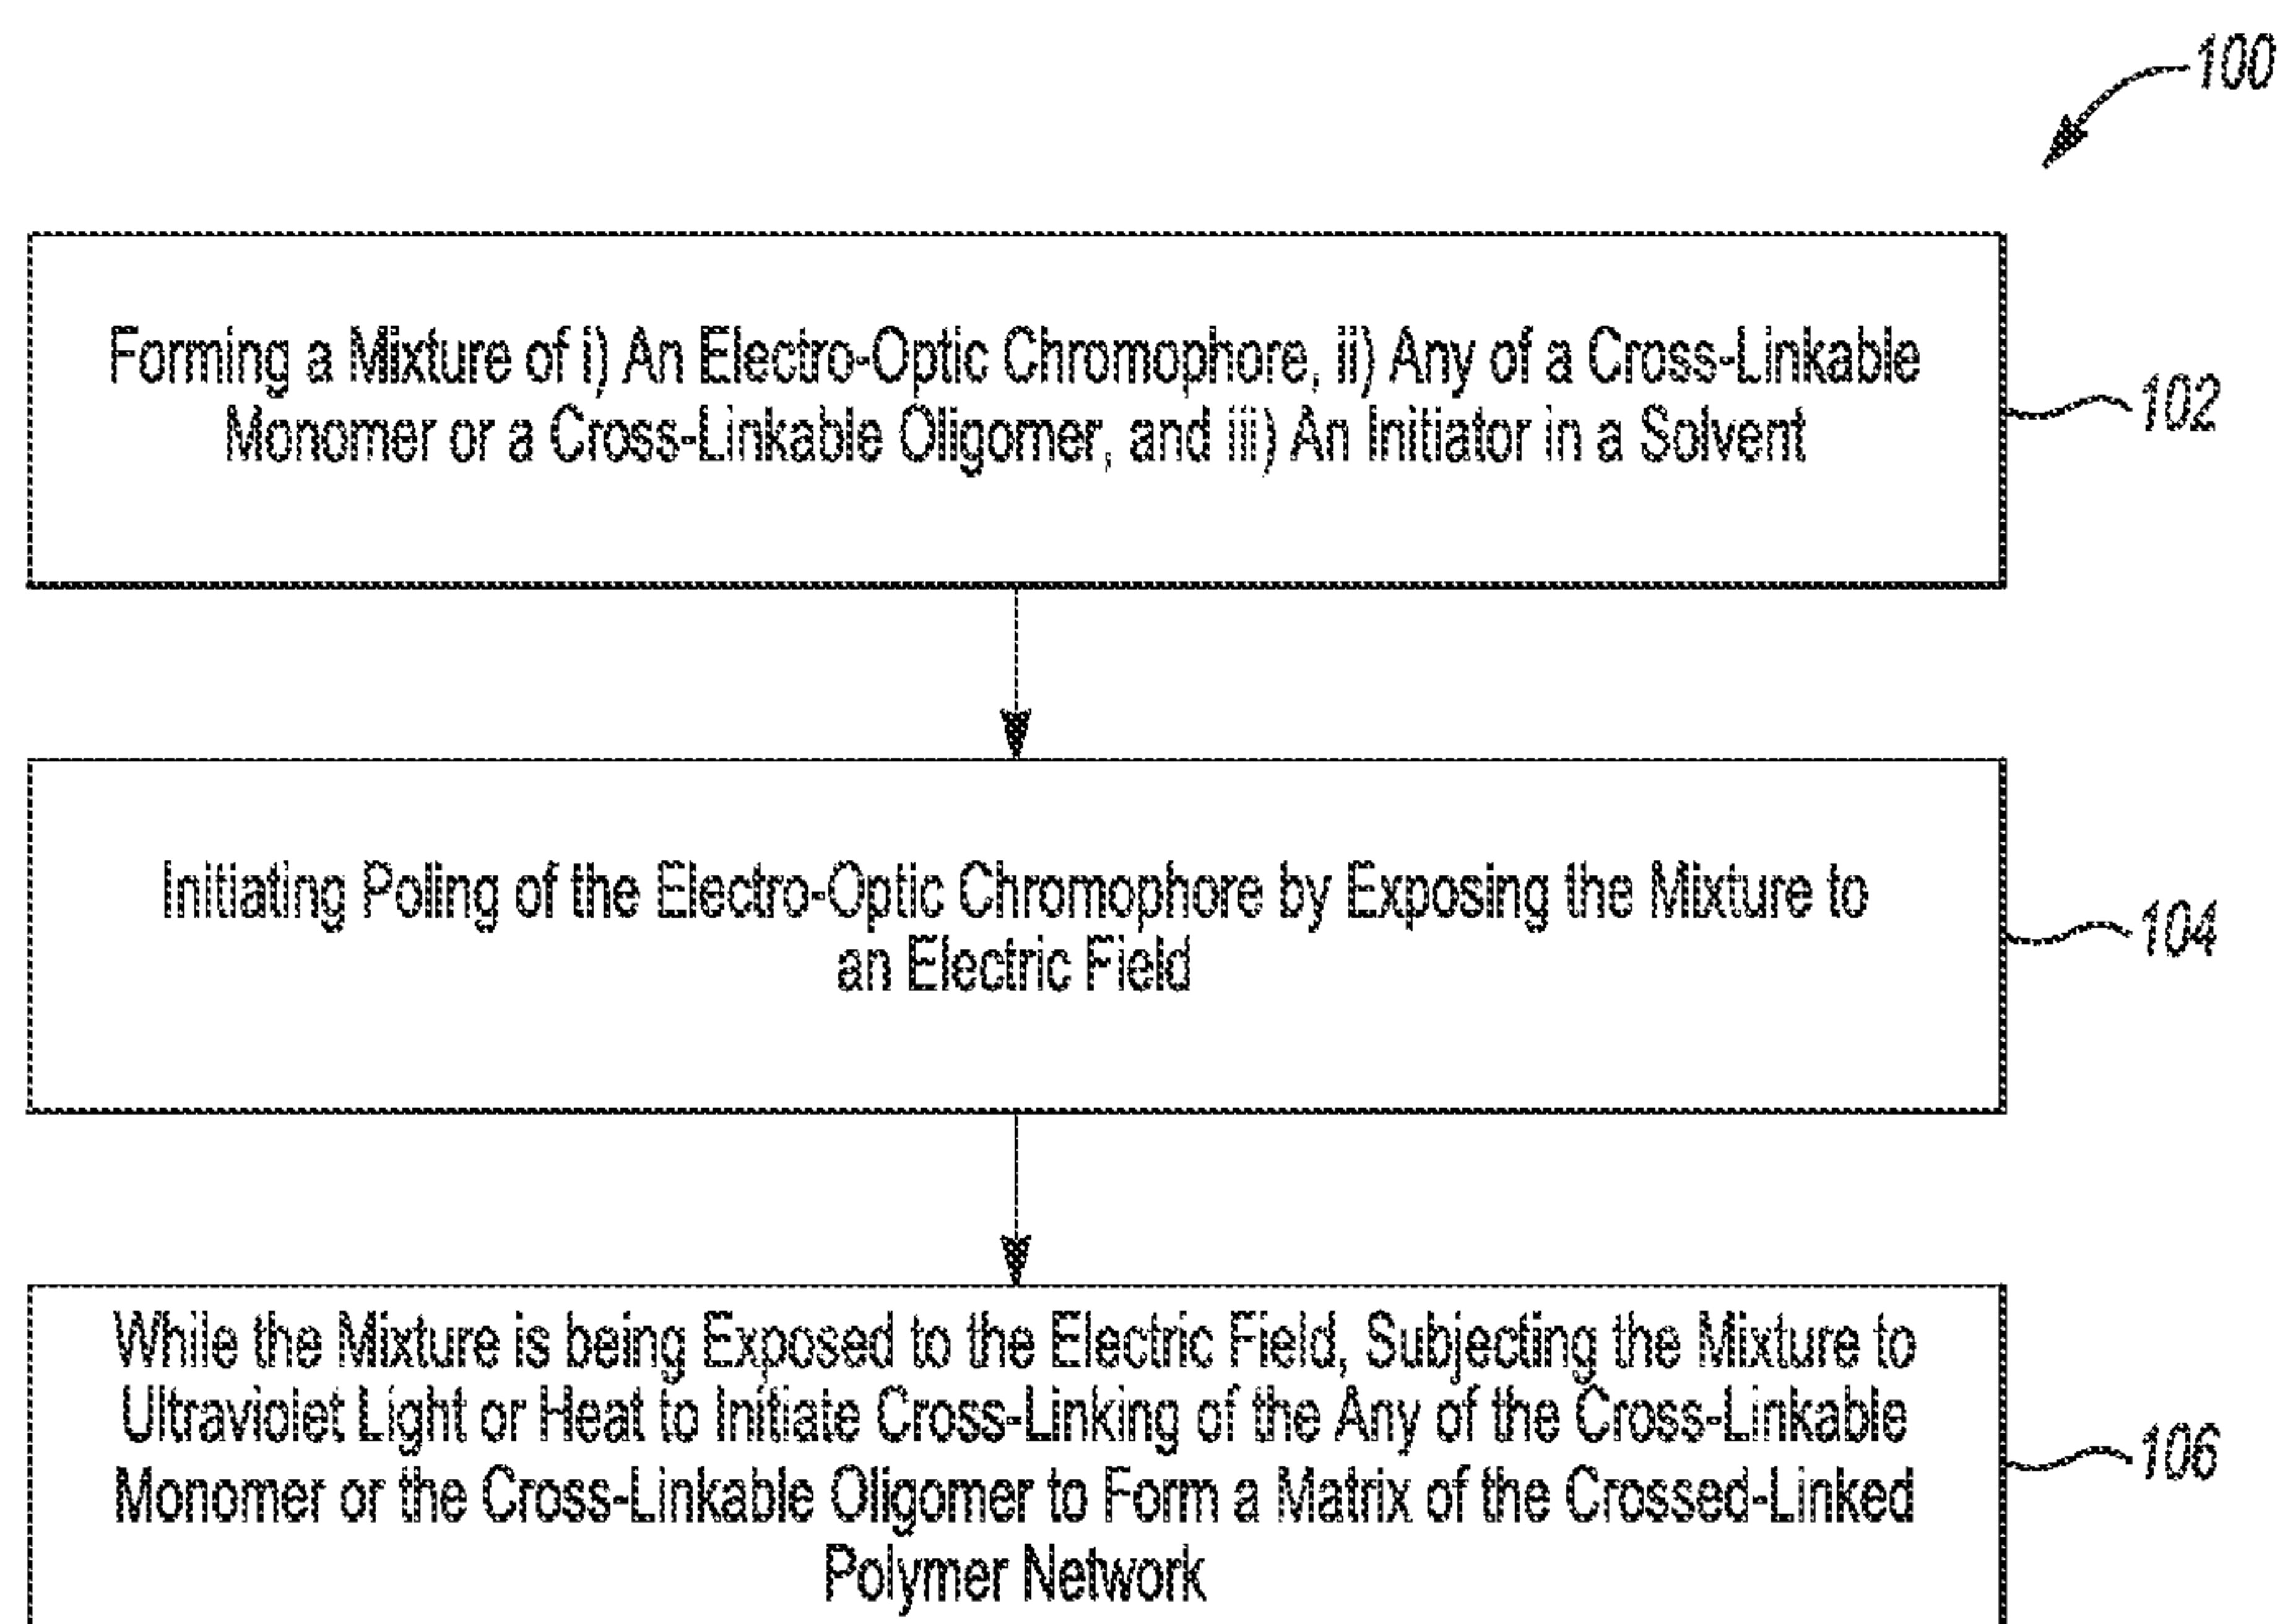 100
Forming a Mixture of i) An Electro-Optic Chromophore, ii) Any of a Cross-Linkable
Monomer or a Cross-Linkable Oligomer, and iii) An Initiator in a Solvent
102
Initiating Poling of the Electro-Optic Chromophore by Exposing the Mixture to
an Electric Field
104
While the Mixture is being Exposed to the Electric Field, Subjecting the Mixture to
Ultraviolet Light or Heat to Initiate Cross-Linking of the Any of the Cross-Linkable
Monomer or the Cross-Linkable Oligomer to Form a Matrix of the Crossed-Linked
Polymer Network
106